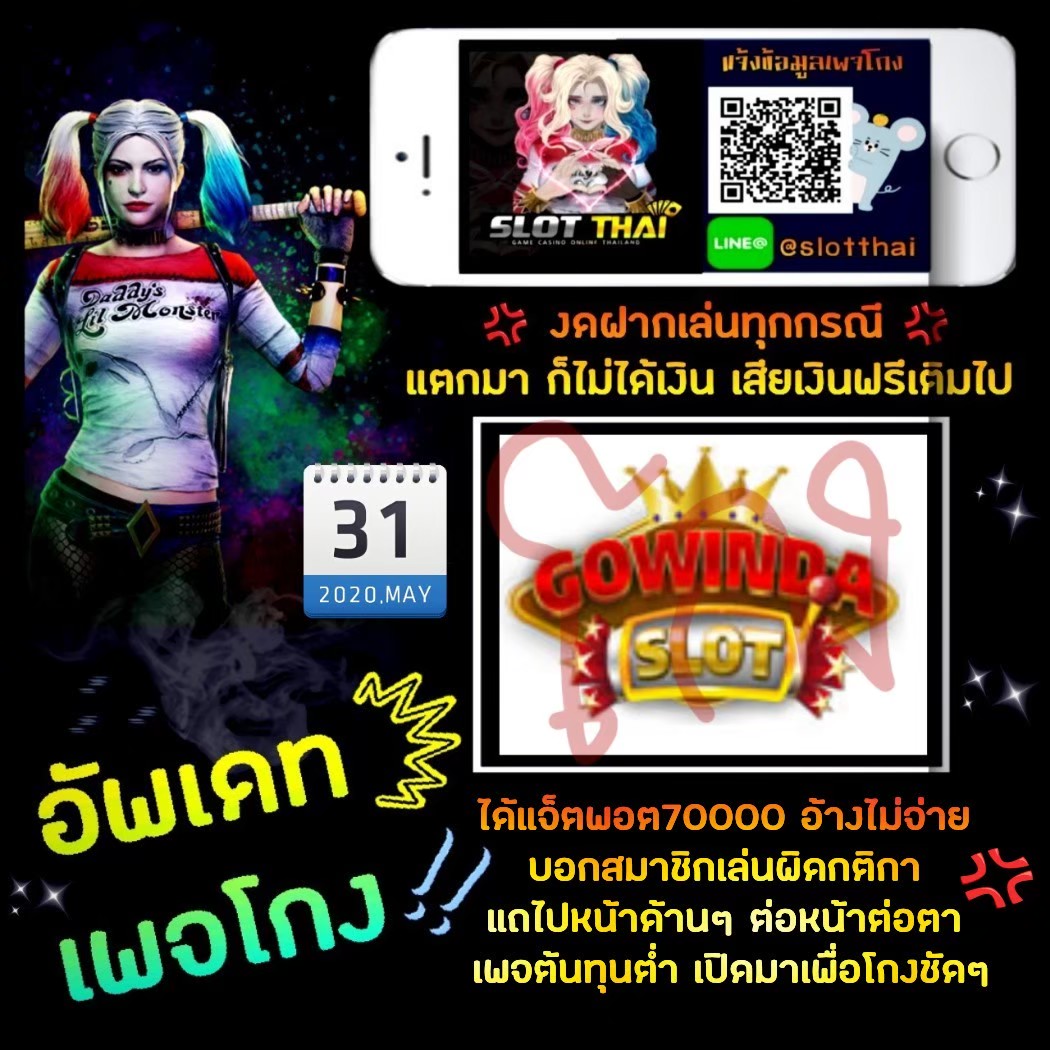 แจ้งข้อมูลเพจโกง
SLOT THAI
GAME CASINO ONLINE THAILAND
LINE@
@slotthai
งดฝากเล่นทุกกรณี
แตกมา ก็ไม่ได้เงิน เสียเงินฟรีเติมไป
Daddy's
Lil Monster
31
2020,MAY
โกง
GOWINDA
SLOT
อัพเดท
เพจโกง!!
ได้แจ็ตพอต70000 อ้างไม่จ่าย
บอกสมาชิกเล่นผิดกติกา
แถไปหน้าด้านๆ ต่อหน้าต่อตา
เพจต้นทุนต่ำ เปิดมาเพื่อโกงชัดๆ